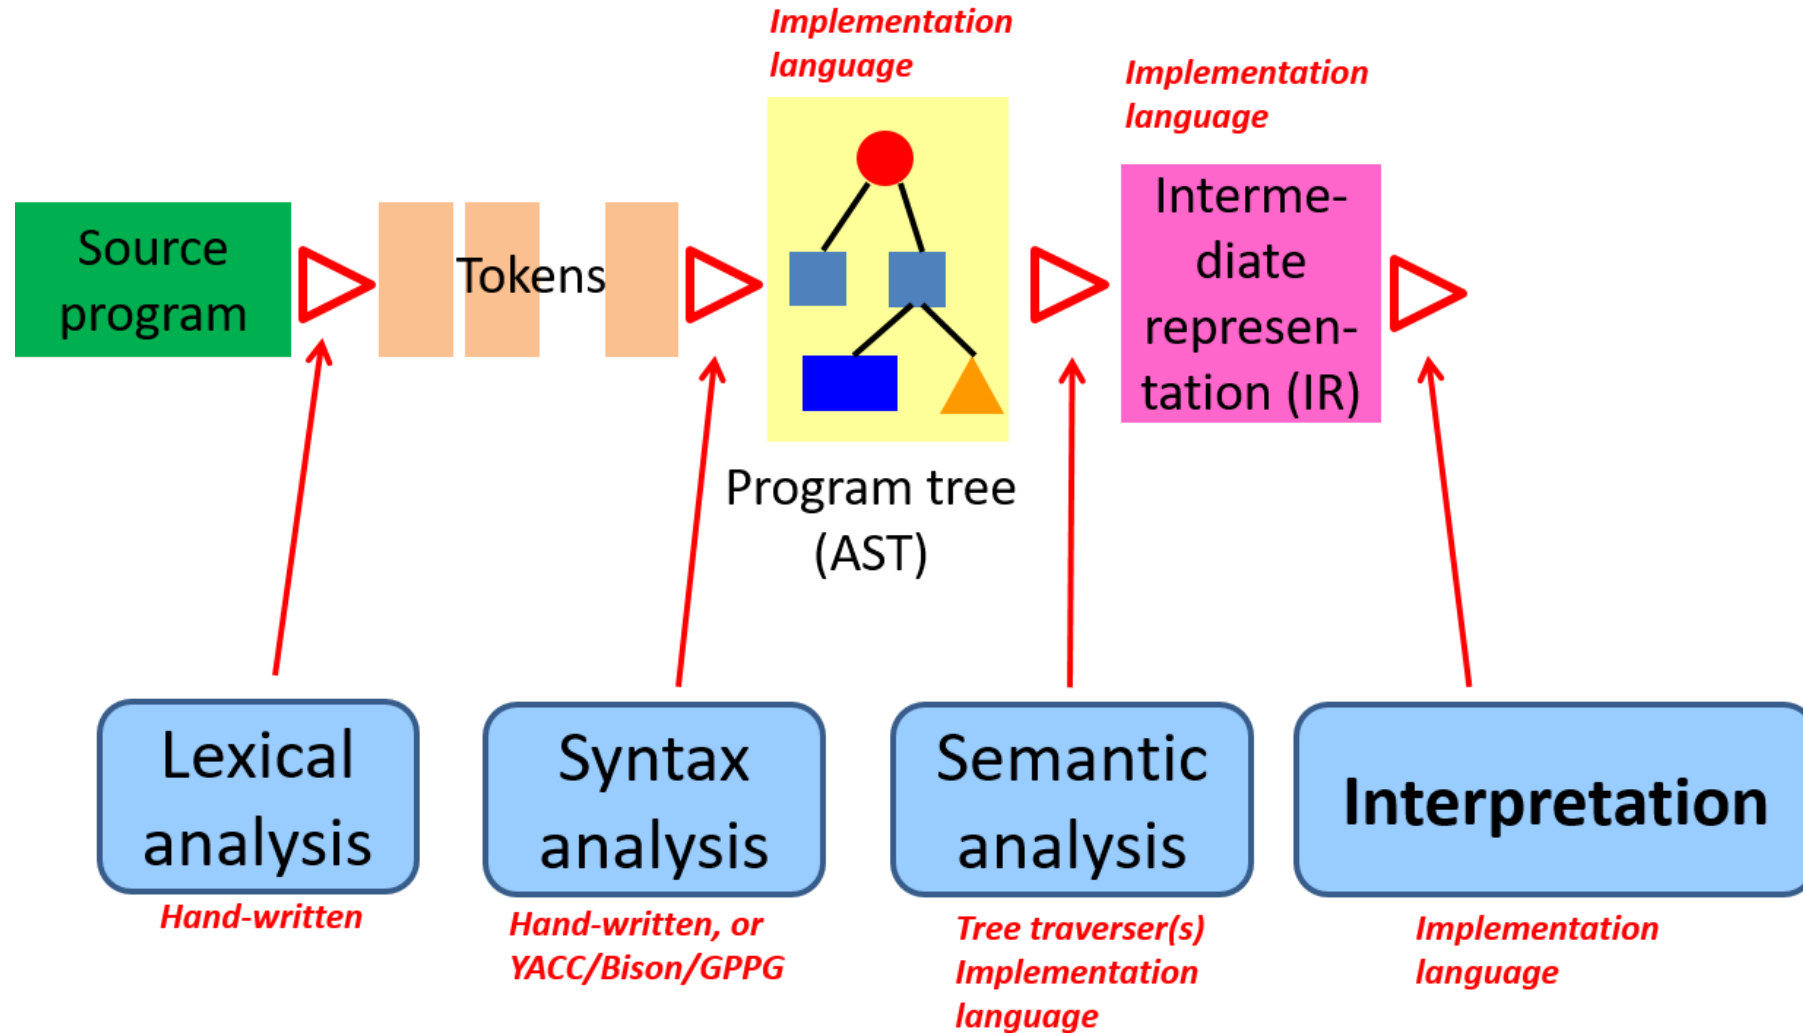 Implementation
language
Implementation
language
Source
program
Tokens
Interme-
diate
represen-
tation (IR)
Program tree
(AST)
Lexical
analysis
Syntax
analysis
Semantic
analysis
Interpretation
Hand-written
Hand-written, or
YACC/Bison/GPPG
Tree traverser(s)
Implementation
language
Implementation
language